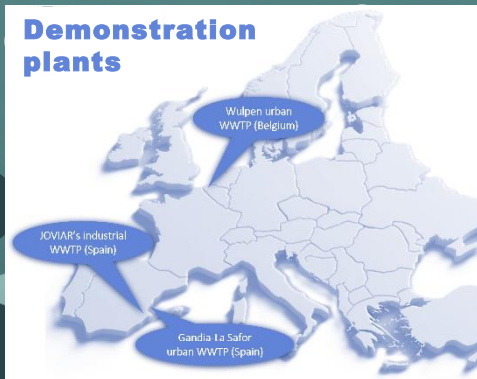 Demonstration
plants
Wulpen urban
WWTP (Belgium)
JOVIAR's industrial
WWTP (Spain)
Gandia-La Safor
urban WWTP (Spain)